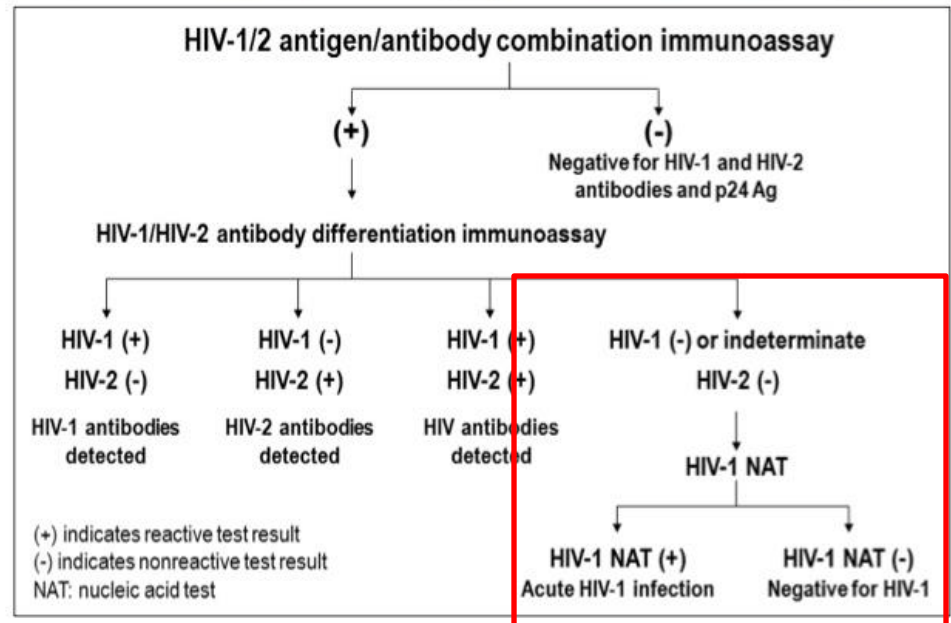 HIV-1/2 antigen/antibody combination immunoassay
(+)
(-)
Negative for HIV-1 and HIV-2
antibodies and p24 Ag
HIV-1/HIV-2 antibody differentiation immunoassay
HIV-1 (+)
HIV-2 (-)
HIV-1 antibodies
detected
HIV-1 (-)
HIV-2 (+)
HIV-2 antibodies
detected
HIV-1 (+)
HIV-2 (+)
HIV antibodies
detected
HIV-1 (-) or indeterminate
HIV-2 (-)
HIV-1 NAT
HIV-1 NAT (+)
Acute HIV-1 infection
HIV-1 NAT (-)
Negative for HIV-1
(+) indicates reactive test result
(-) indicates nonreactive test result
NAT: nucleic acid test